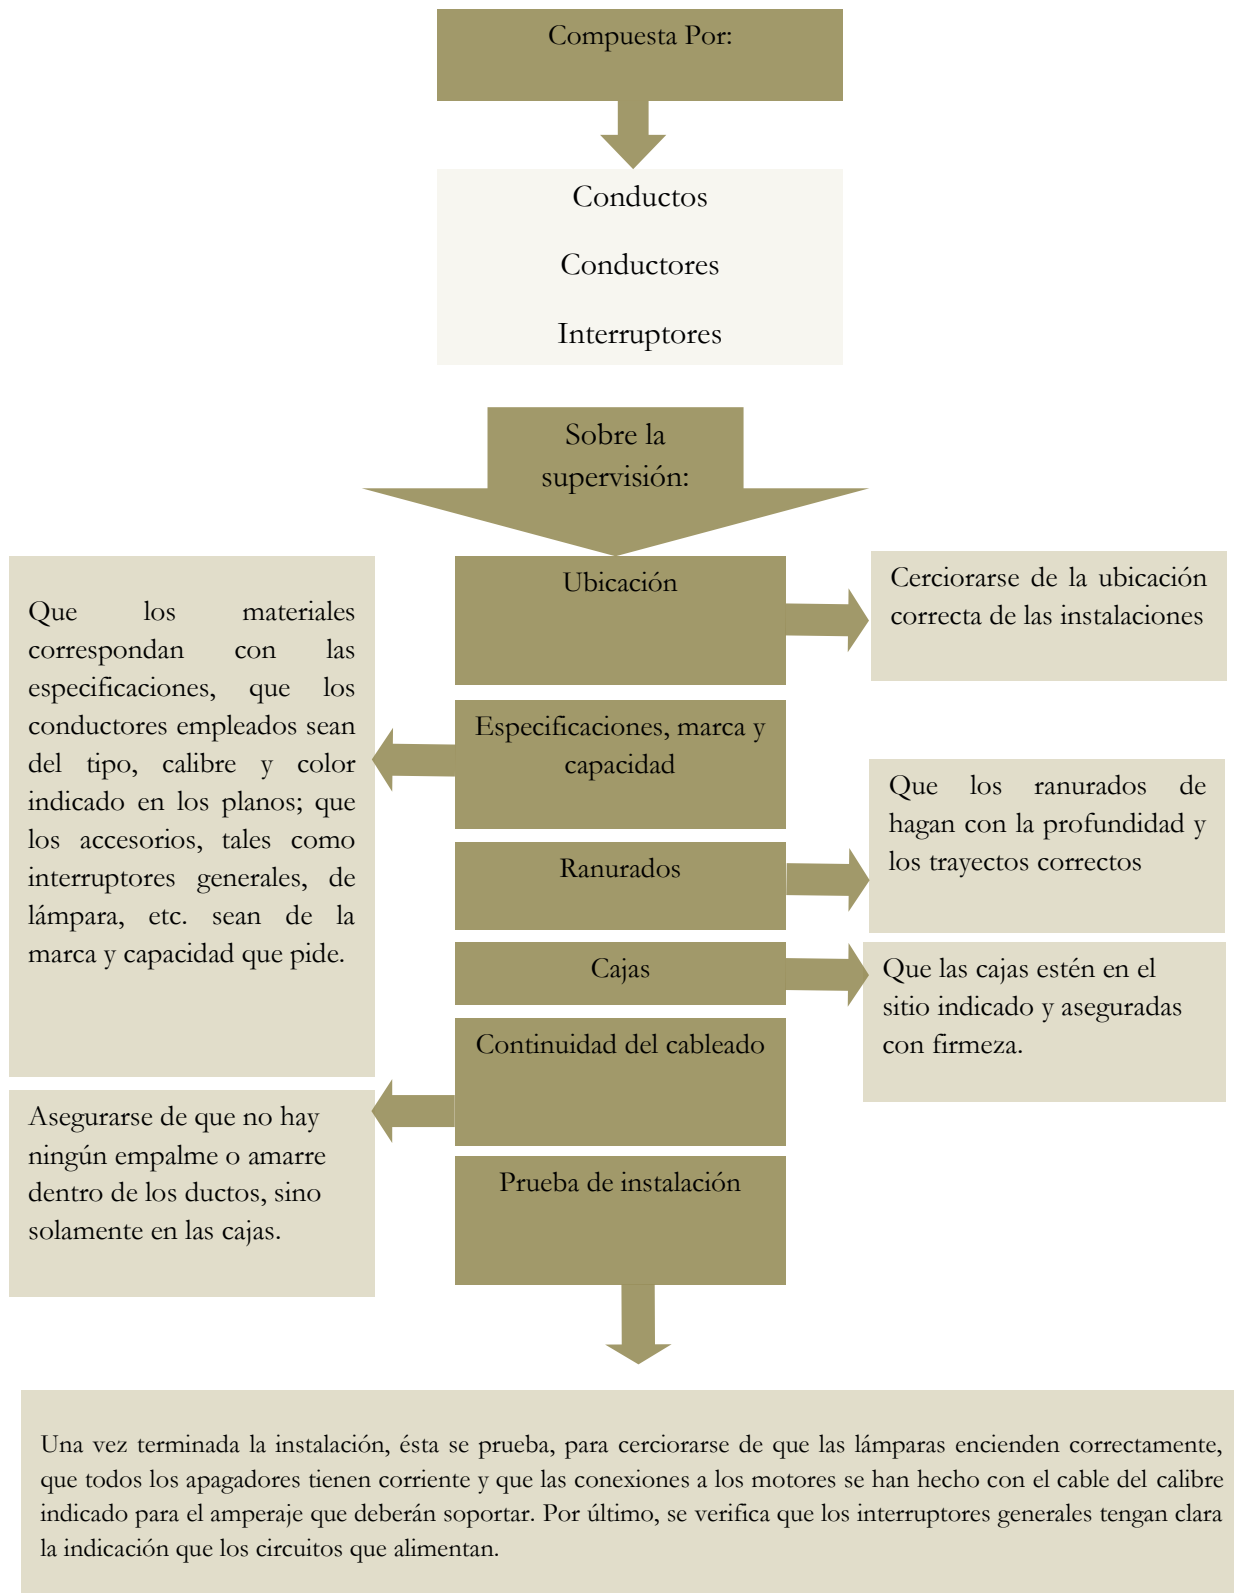 Compuesta Por:
Conductos
Conductores
Interruptores
Sobre la
supervisión:
Ubicación
Cerciorarse de la ubicación
correcta de las instalaciones
Especificaciones, marca y
capacidad
Que los materiales
correspondan con las
especificaciones, que los
conductores empleados sean
del tipo, calibre y color
indicado en los planos; que
los accesorios, tales como
interruptores generales, de
lámpara, etc. sean de la
marca y capacidad que pide.
Ranurados
Que los ranurados de
hagan con la profundidad y
los trayectos correctos
Cajas
Que las cajas estén en el
sitio indicado y aseguradas
con firmeza.
Continuidad del cableado
Asegurarse de que no hay
ningún empalme o amarre
dentro de los ductos, sino
solamente en las cajas.
Prueba de instalación
Una vez terminada la instalación, ésta se prueba, para cerciorarse de que las lámparas encienden correctamente,
que todos los apagadores tienen corriente y que las conexiones a los motores se han hecho con el cable del calibre
indicado para el amperaje que deberán soportar. Por último, se verifica que los interruptores generales tengan clara
la indicación que los circuitos que alimentan.